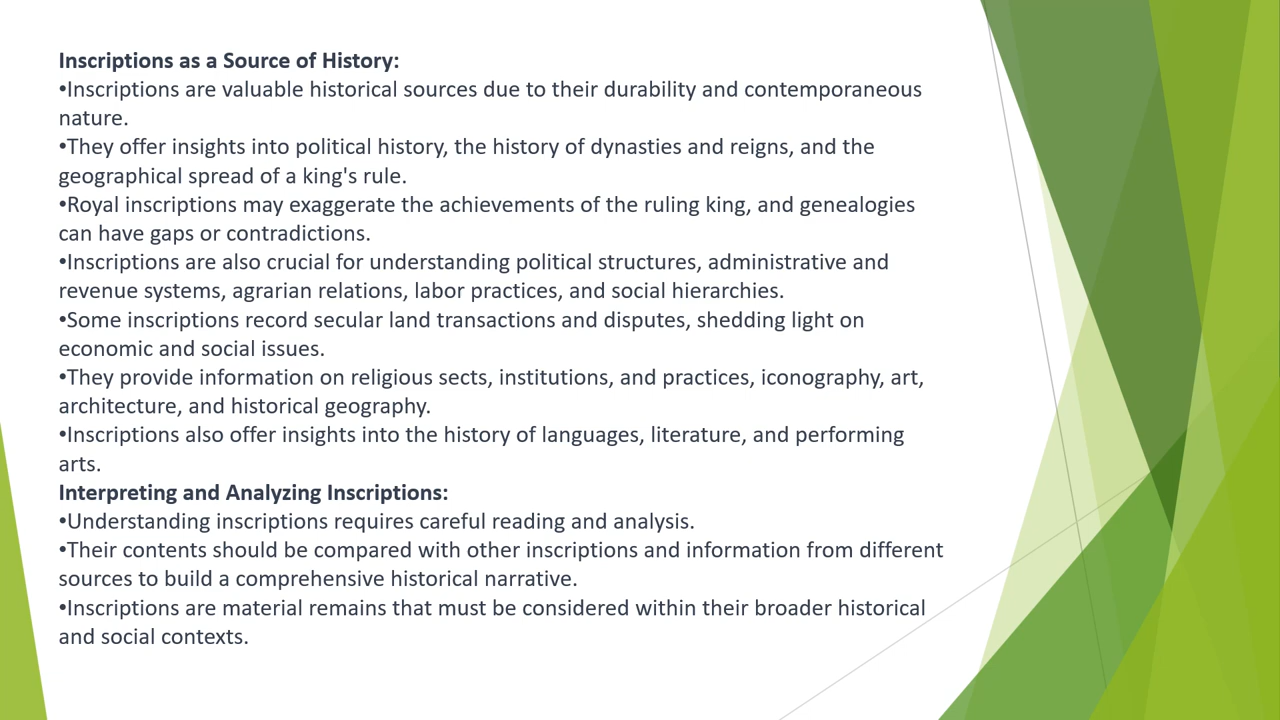 Inscriptions as a Source of History:
•Inscriptions are valuable historical sources due to their durability and contemporaneous
nature.
•They offer insights into political history, the history of dynasties and reigns, and the
geographical spread of a king's rule.
•Royal inscriptions may exaggerate the achievements of the ruling king, and genealogies
can have gaps or contradictions.
•Inscriptions are also crucial for understanding political structures, administrative and
revenue systems, agrarian relations, labor practices, and social hierarchies.
•Some inscriptions record secular land transactions and disputes, shedding light on
economic and social issues.
•They provide information on religious sects, institutions, and practices, iconography, art,
architecture, and historical geography.
•Inscriptions also offer insights into the history of languages, literature, and performing
arts.
Interpreting and Analyzing Inscriptions:
•Understanding inscriptions requires careful reading and analysis.
•Their contents should be compared with other inscriptions and information from different
sources to build a comprehensive historical narrative.
•Inscriptions are material remains that must be considered within their broader historical
and social contexts.